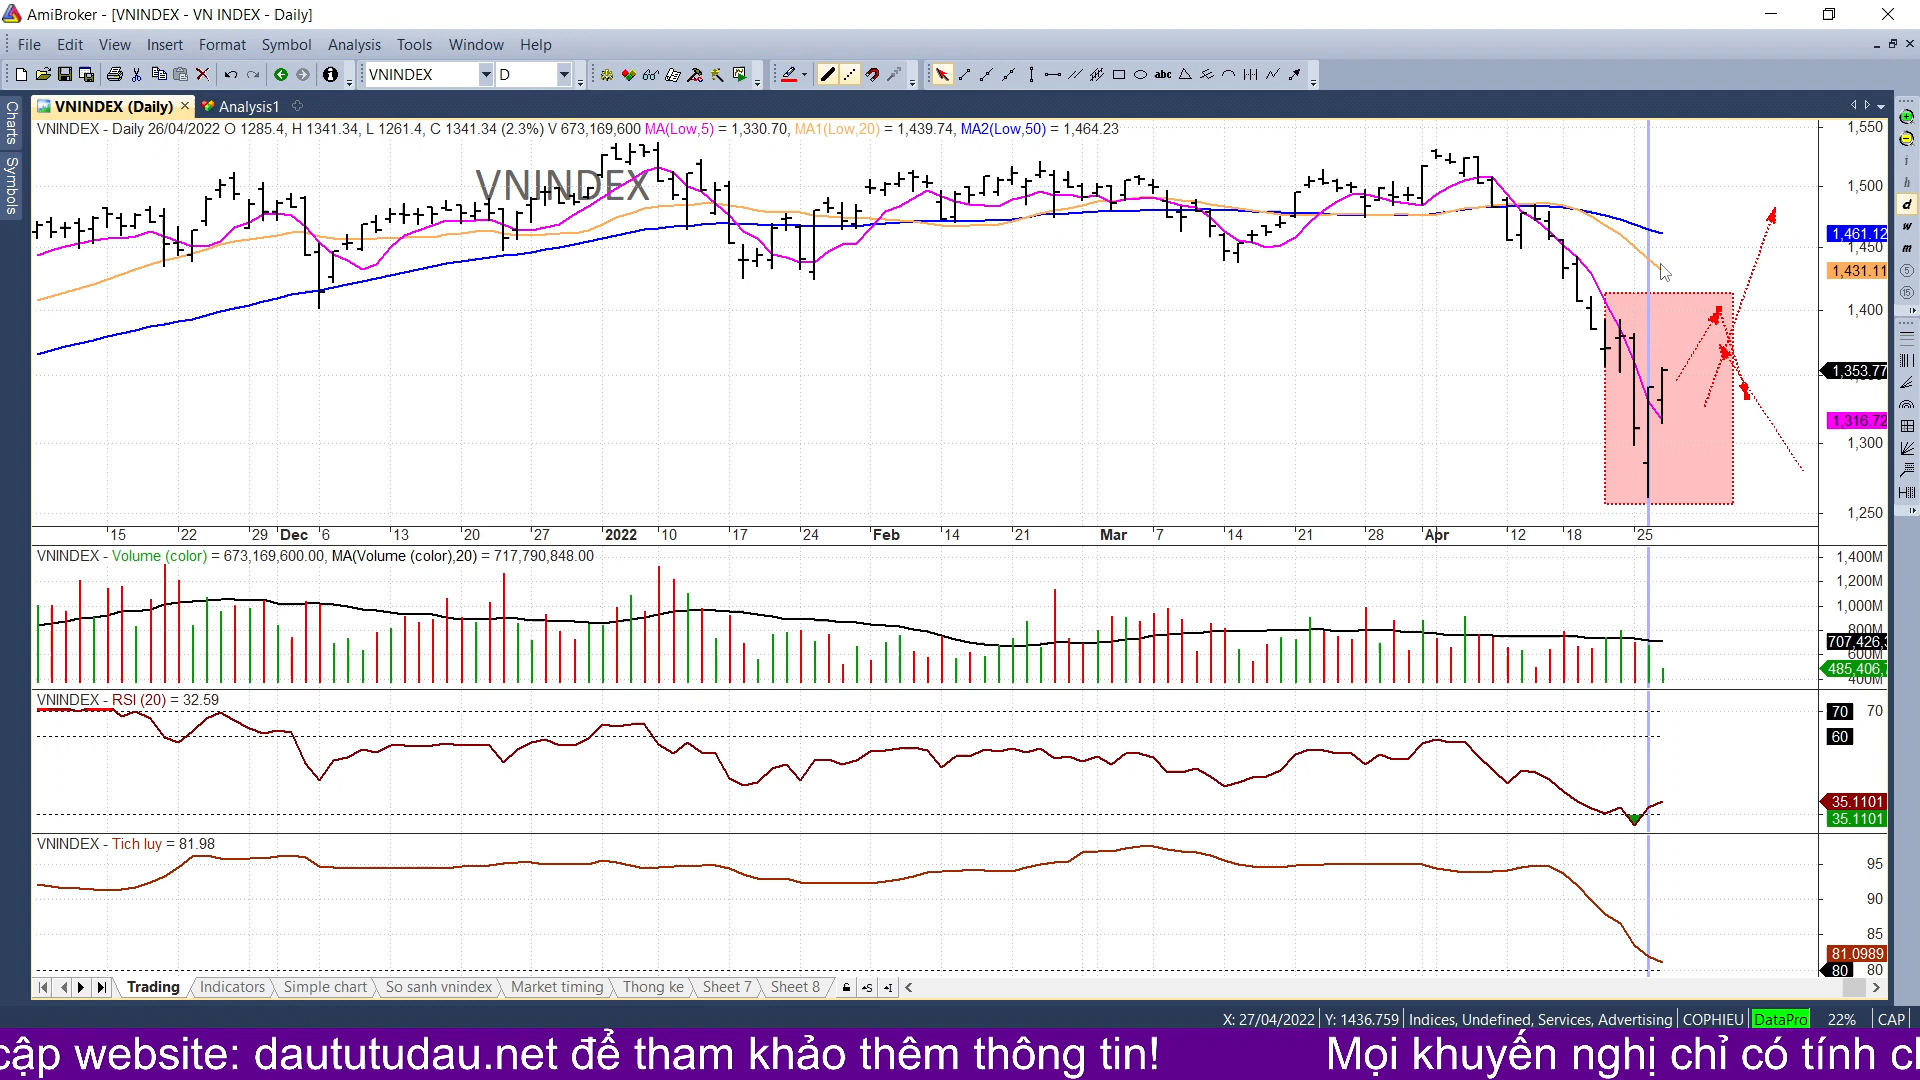 AmiBroker - [VNINDEX - VN INDEX - Daily]
File Edit View Insert Format Symbol Analysis Tools Window Help
VNINDEX D abc
VNINDEX (Daily) Analysis1
Charts
Symbols
VNINDEX - Daily 26/04/2022 O 1285.4, H 1341.34, L 1261.4, C 1341.34 (2.3%) V 673,169,600 MA(Low,5) = 1,330.70, MA1(Low,20) = 1,439.74, MA2(Low,50) = 1,464.23
VNINDEX
1,550
1,500
1,461.12
1,450
1,431.11
1,400
1,353.77
1,316.72
1,300
1,250
15 22 29 Dec 6 13 20 27 2022 10 17 24 Feb 14 21 Mar 7 14 21 28 Apr 12 18 25
VNINDEX - Volume (color) = 673,169,600.00, MA(Volume (color),20) = 717,790,848.00
1,400M
1,200M
1,000M
800M
707,426,
600M
485,406,
400M
VNINDEX - RSI (20) = 32.59
70 70
60
35.1101
35.1101
VNINDEX - Tich luy = 81.98
95
90
85
81.0989
80 80
Trading Indicators Simple chart So sanh vnindex Market timing Thong ke Sheet 7 Sheet 8
X: 27/04/2022 Y: 1436.759 Indices, Undefined, Services, Advertising COPHIEU DataPro 22% CAP
cập website: dautututudau.net để tham khảo thêm thông tin! Mọi khuyến nghị chỉ có tính c